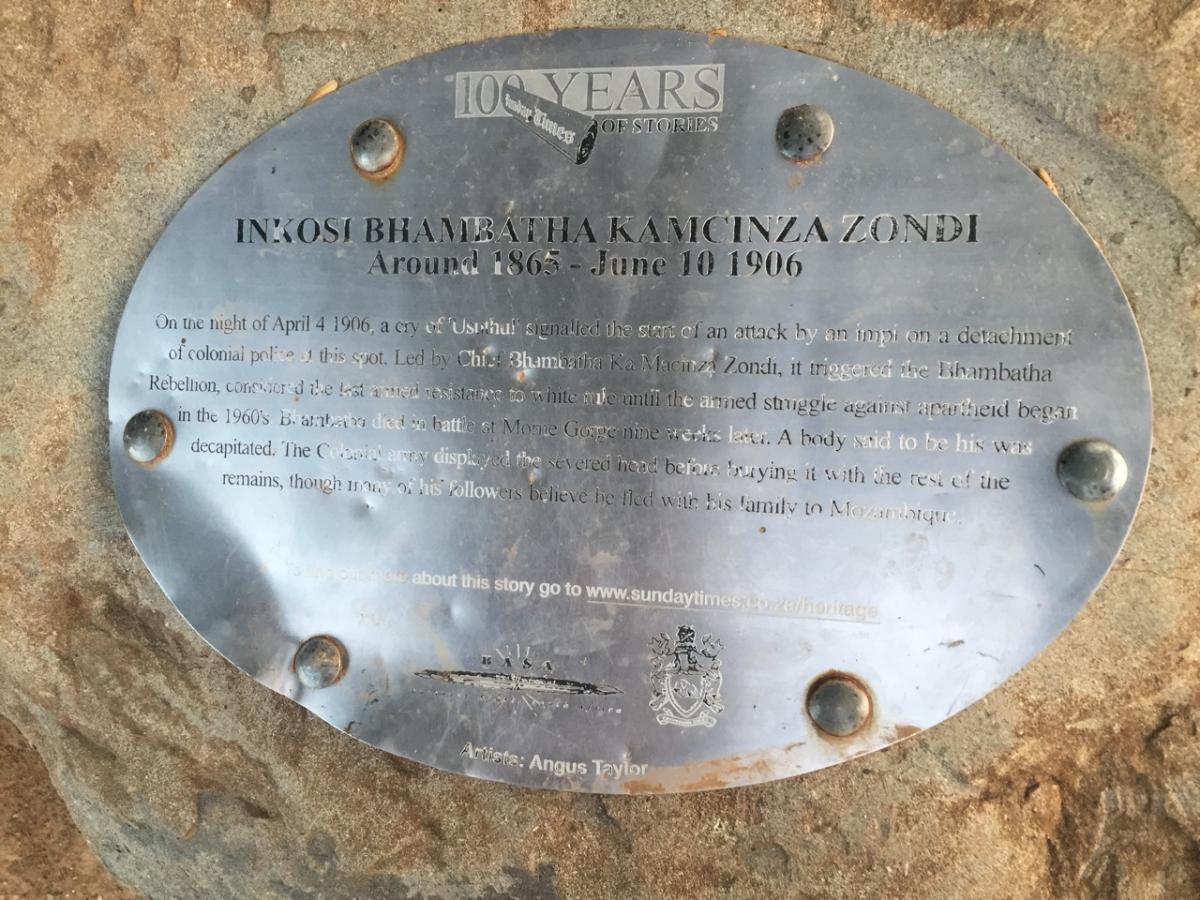 100 YEARS
Sunday Times
OF STORIES
INKOSI BHAMBATHA KAMCINZA ZONDI
Around 1865 - June 10 1906
On the night of April 4 1906, a cry of 'Usuthu!' signalled the start of an attack by an impi on a detachment
of colonial police at this spot. Led by Chief Bhambatha Ka Macinza Zondi, it triggered the Bhambatha
Rebellion, considered the last armed resistance to white rule until the armed struggle against apartheid began
in the 1960's Bhambatha died in battle at Mome Gorge nine weeks later. A body said to be his was
decapitated. The Colonial army displayed the severed head before burying it with the rest of the
remains, though many of his followers believe he fled with his family to Mozambique.
about this story go to www.sundaytimes.co.za/heritage
BASA
Artists: Angus Taylor